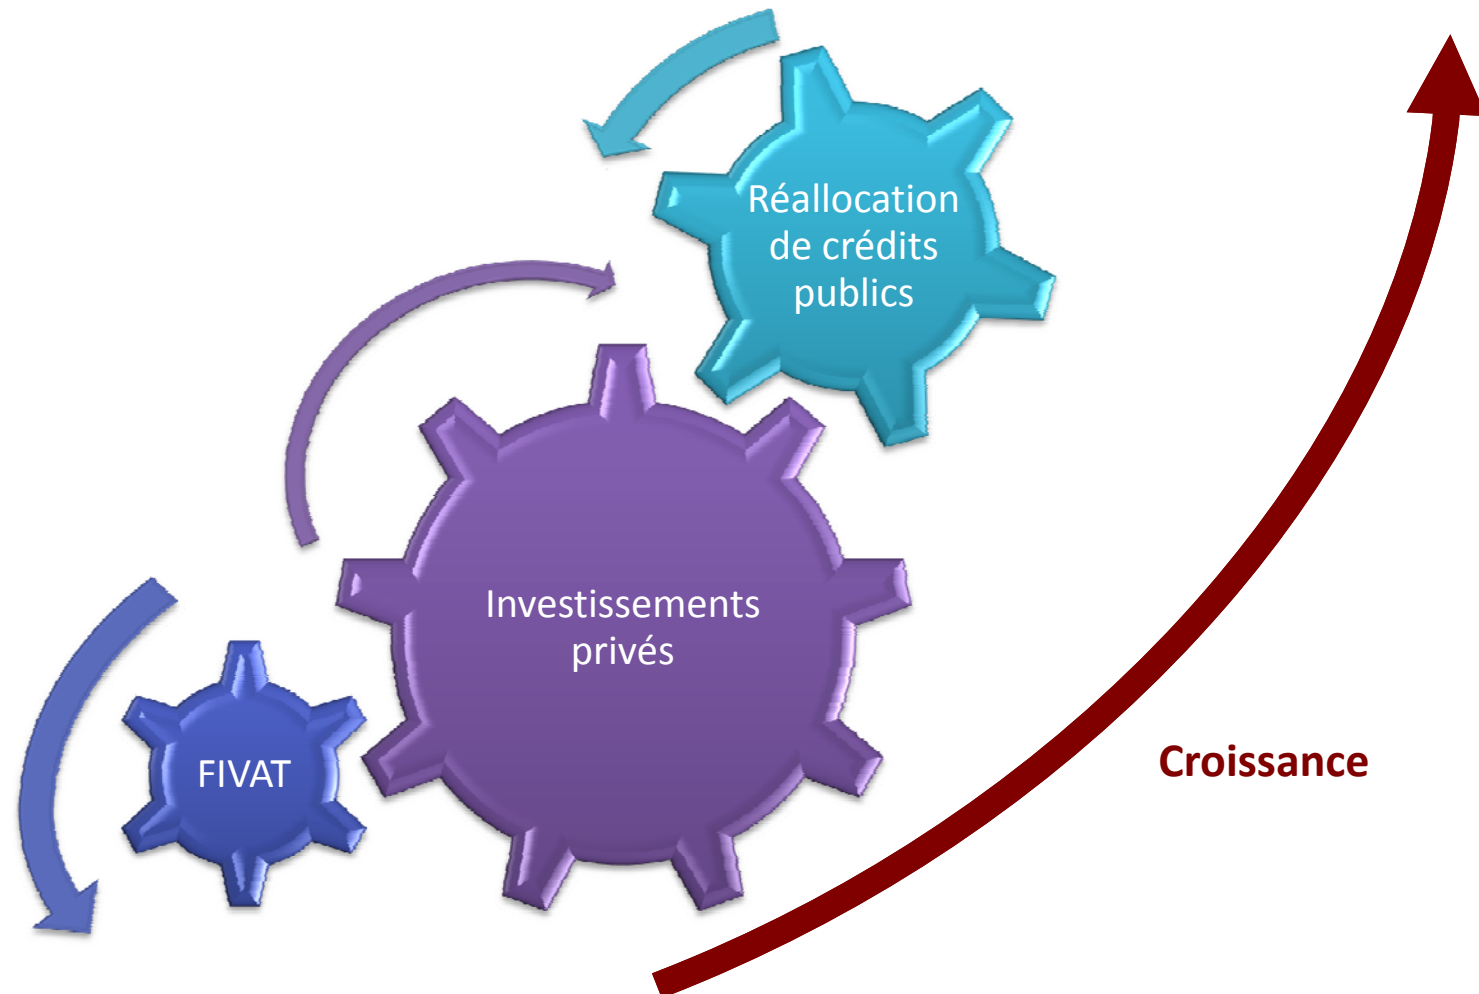 Réallocation
de crédits
publics
Investissements
privés
FIVAT
Croissance